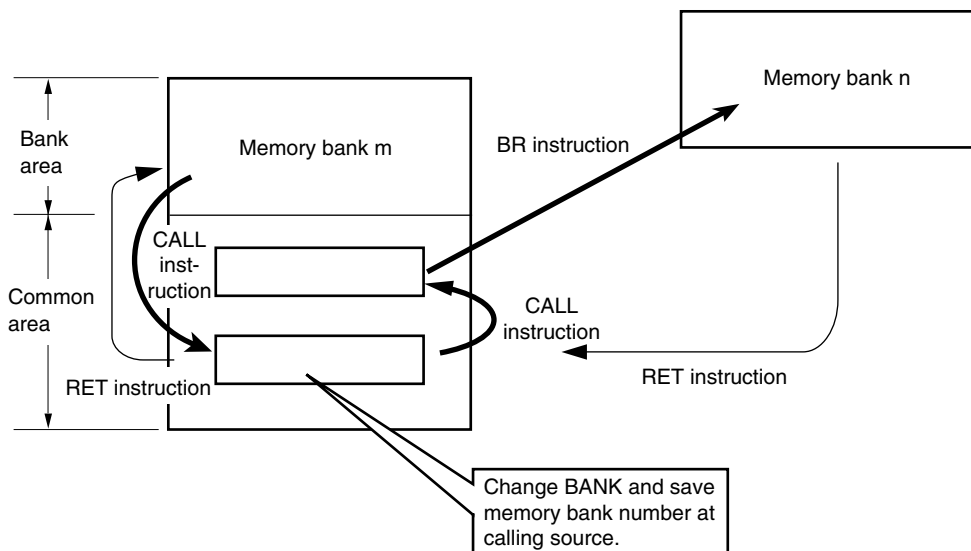 Memory bank n
Bank
area
Memory bank m
BR instruction
CALL
inst-
ruction
Common
area
CALL
instruction
RET instruction
RET instruction
Change BANK and save
memory bank number at
calling source.